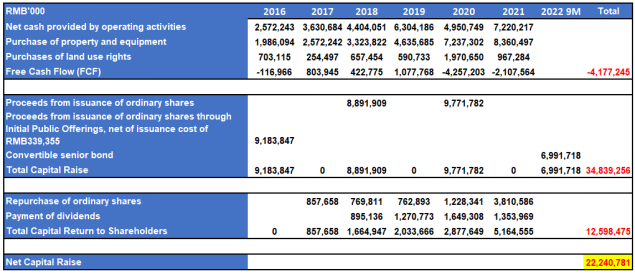 RMB'000 2016 2017 2018 2019 2020 2021 2022 9M Total
Net cash provided by operating activities 2,572,243 3,630,684 4,404,051 6,304,186 4,950,749 7,220,217
Purchase of property and equipment 1,986,094 2,572,242 3,323,822 4,635,685 7,237,302 8,360,497
Purchases of land use rights 703,115 254,497 657,454 590,733 1,970,650 967,284
Free Cash Flow (FCF) -116,966 803,945 422,775 1,077,768 -4,257,203 -2,107,564 -4,177,245
Proceeds from issuance of ordinary shares 8,891,909 9,771,782
Proceeds from issuance of ordinary shares through
Initial Public Offerings, net of issuance cost of
RMB339,355 9,183,847
Convertible senior bond 6,991,718
Total Capital Raise 9,183,847 0 8,891,909 0 9,771,782 0 6,991,718 34,839,256
Repurchase of ordinary shares 857,658 769,811 762,893 1,228,341 3,810,586
Payment of dividends 895,136 1,270,773 1,649,308 1,353,969
Total Capital Return to Shareholders 0 857,658 1,664,947 2,033,666 2,877,649 5,164,555 12,598,475
Net Capital Raise 22,240,781